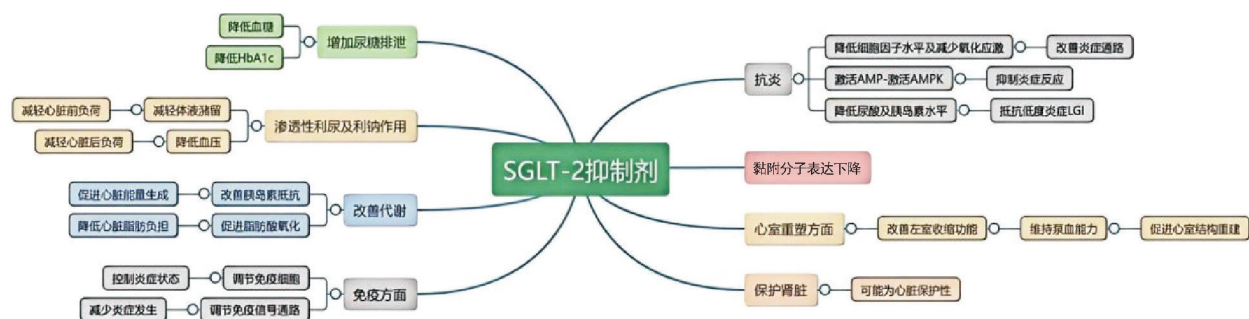 SGLT-2抑制剂
增加尿糖排泄
降低血糖
降低HbA1c
渗透性利尿及利钠作用
减轻体液潴留
减轻心脏前负荷
降低血压
减轻心脏后负荷
改善代谢
改善胰岛素抵抗
促进心脏能量生成
促进脂肪酸氧化
降低心脏脂肪负担
免疫方面
调节免疫细胞
控制炎症状态
调节免疫信号通路
减少炎症发生
抗炎
降低细胞因子水平及减少氧化应激
改善炎症通路
激活AMP-激活AMPK
抑制炎症反应
降低尿酸及胰岛素水平
抵抗低度炎症LGI
黏附分子表达下降
心室重塑方面
改善左室收缩功能
维持泵血能力
促进心室结构重建
保护肾脏
可能为心脏保护性